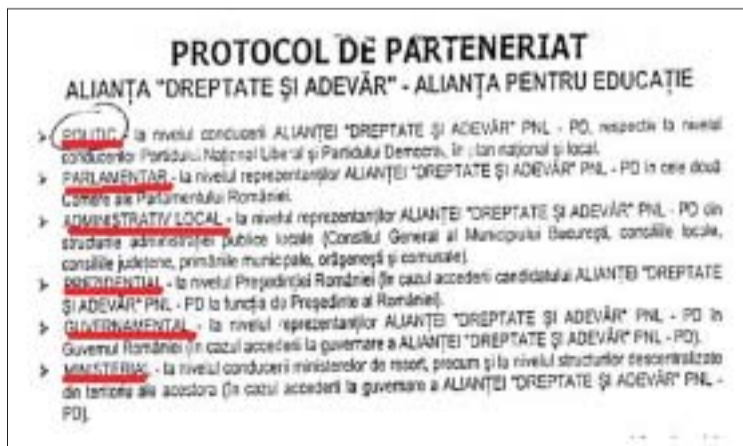 PROTOCOL DE PARTENERIAT
ALIANȚA "DREPTATE ȘI ADEVĂR" - ALIANȚA PENTRU EDUCAȚIE
➢ POLITIC - la nivelul conducerii ALIANȚEI "DREPTATE ȘI ADEVĂR" PNL - PD, respectiv la nivelul
conducerilor Partidului Național Liberal și Partidului Democrat, în plan național și local.
➢ PARLAMENTAR - la nivelul reprezentanților ALIANȚEI "DREPTATE ȘI ADEVĂR" PNL - PD în cele două
Camere ale Parlamentului României.
➢ ADMINISTRATIV LOCAL - la nivelul reprezentanților ALIANȚEI "DREPTATE ȘI ADEVĂR" PNL - PD din
structurile administrației publice locale (Consiliul General al Municipiului București, consiliile locale,
consiliile județene, primăriile municipale, orășenești și comunale).
➢ PREZIDENȚIAL - la nivelul Președinției României (în cazul accederii candidatului ALIANȚEI "DREPTATE
ȘI ADEVĂR" PNL - PD la funcția de Președinte al României).
➢ GUVERNAMENTAL - la nivelul reprezentanților ALIANȚEI "DREPTATE ȘI ADEVĂR" PNL - PD în
Guvernul României (în cazul accederii la guvernare a ALIANȚEI "DREPTATE ȘI ADEVĂR" PNL - PD).
➢ MINISTERIAL - la nivelul conducerii ministerelor de resort, precum și la nivelul structurilor descentralizate
din teritoriu ale acestora (în cazul accederii la guvernare a ALIANȚEI "DREPTATE ȘI ADEVĂR" PNL -
PD).